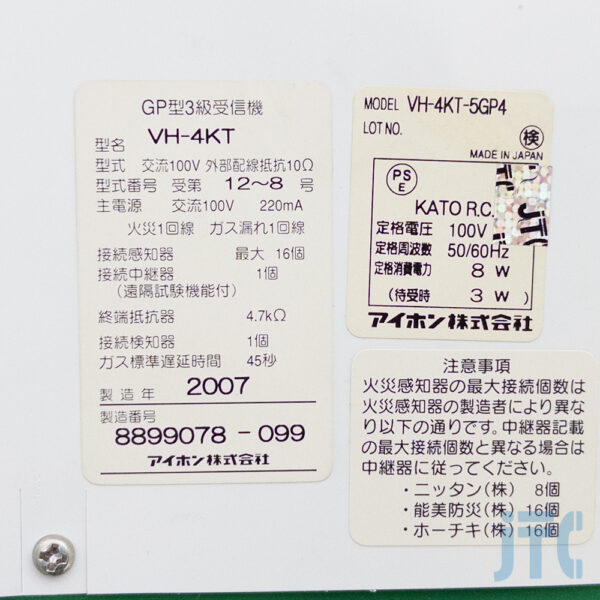 GP型3級受信機
型名 VH-4KT
型式 交流100V 外部配線抵抗10Ω
型式番号 受第 12〜8 号
主電源 交流100V 220mA
火災1回線 ガス漏れ1回線
接続感知器 最大 16個
接続中継器 1個
(遠隔試験機能付)
終端抵抗器 4.7kΩ
接続検知器 1個
ガス標準遅延時間 45秒
製造年 2007
製造番号
8899078-099
アイホン株式会社
MODEL VH-4KT-5GP4
LOT NO.
検
MADE IN JAPAN
PS
E
KATO R.C.
定格電圧 100V
定格周波数 50/60Hz
定格消費電力 8 W
(待受時 3 W)
アイホン株式会社
JTC
注意事項
火災感知器の最大接続個数は
火災感知器の製造者により異な
り以下の通りです。中継器記載
の最大接続個数と異なる場合は
中継器に従ってください。
・ニッタン(株) 8個
・能美防災(株) 16個
・ホーチキ(株) 16個
JTC